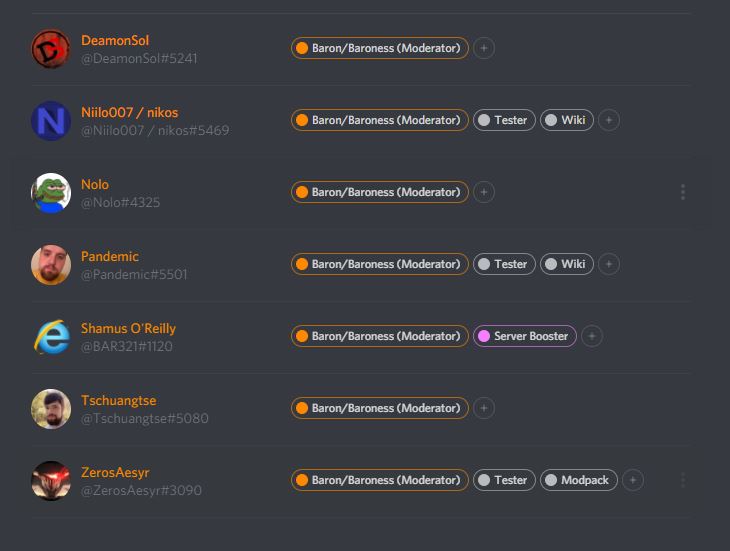 DeamonSol
@DeamonSol#5241
Baron/Baroness (Moderator) +
Niilo007 / nikos
@Niilo007 / nikos#5469
Baron/Baroness (Moderator) Tester Wiki +
N
Nolo
@Nolo#4325
Baron/Baroness (Moderator) +
Pandemic
@Pandemic#5501
Baron/Baroness (Moderator) Tester Wiki +
Shamus O'Reilly
@BAR321#1120
Baron/Baroness (Moderator) Server Booster +
Tschuangtse
@Tschuangtse#5080
Baron/Baroness (Moderator) +
ZerosAesyr
@ZerosAesyr#3090
Baron/Baroness (Moderator) Tester Modpack +